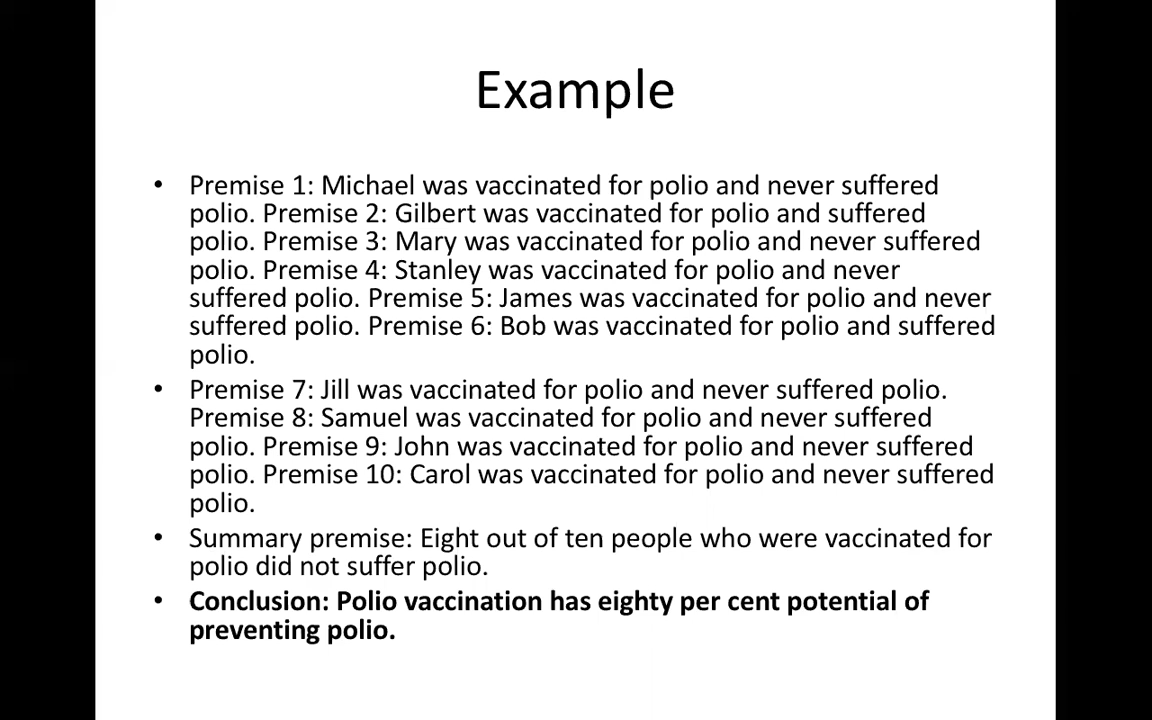 Example
• Premise 1: Michael was vaccinated for polio and never suffered
polio. Premise 2: Gilbert was vaccinated for polio and suffered
polio. Premise 3: Mary was vaccinated for polio and never suffered
polio. Premise 4: Stanley was vaccinated for polio and never
suffered polio. Premise 5: James was vaccinated for polio and never
suffered polio. Premise 6: Bob was vaccinated for polio and suffered
polio.
• Premise 7: Jill was vaccinated for polio and never suffered polio.
Premise 8: Samuel was vaccinated for polio and never suffered
polio. Premise 9: John was vaccinated for polio and never suffered
polio. Premise 10: Carol was vaccinated for polio and never suffered
polio.
• Summary premise: Eight out of ten people who were vaccinated for
polio did not suffer polio.
• Conclusion: Polio vaccination has eighty per cent potential of
preventing polio.